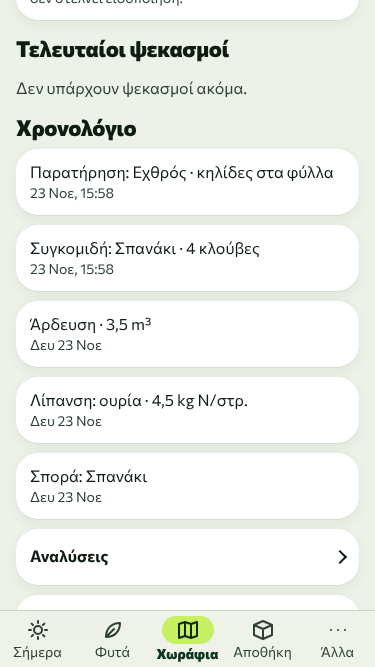 Τελευταίοι ψεκασμοί
Δεν υπάρχουν ψεκασμοί ακόμα.
Χρονολόγιο
Παρατήρηση: Εχθρός · κηλίδες στα φύλλα
23 Νοε, 15:58
Συγκομιδή: Σπανάκι · 4 κλούβες
23 Νοε, 15:58
Άρδευση · 3,5 m³
Δευ 23 Νοε
Λίπανση: ουρία · 4,5 kg N/στρ.
Δευ 23 Νοε
Σπορά: Σπανάκι
Δευ 23 Νοε
Αναλύσεις
Σήμερα
Φυτά
Χωράφια
Αποθήκη
Άλλα